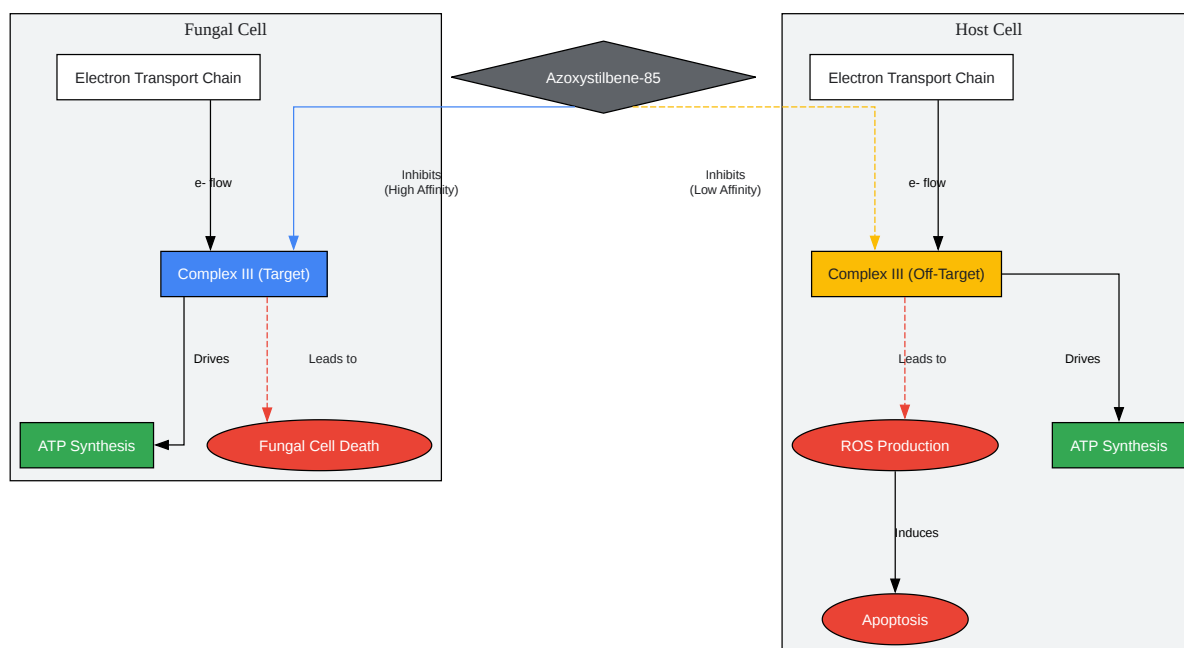 Fungal Cell
Host Cell
Electron Transport Chain
Azoxystilbene-85
Electron Transport Chain
e- flow
Inhibits
(High Affinity)
Inhibits
(Low Affinity)
e- flow
Complex III (Target)
Complex III (Off-Target)
Drives
Leads to
Leads to
Drives
ATP Synthesis
Fungal Cell Death
ROS Production
ATP Synthesis
Induces
Apoptosis